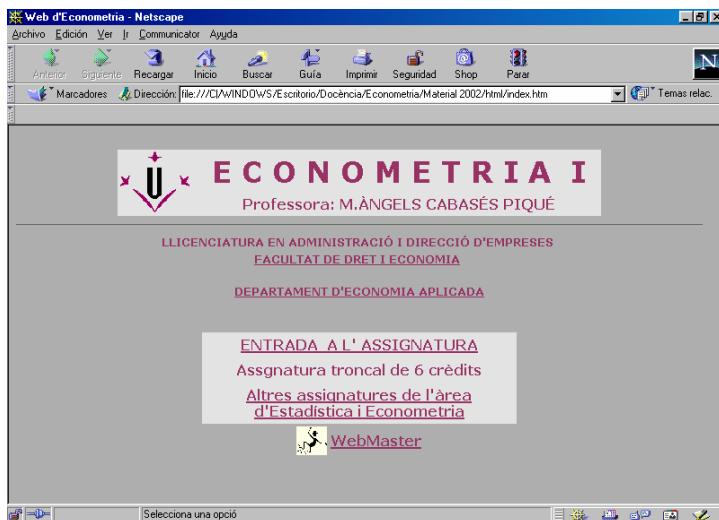 Web d'Econometria - Netscape
Archivo Edición Ver Ir Communicator Ayuda
Anterior Siguiente Recargar Inicio Buscar Guía Imprimir Seguridad Shop Parar
N
Marcadores Dirección: file:///C|/WINDOWS/Escritorio/Docència/Econometria/Material 2002/html/index.htm Temas relac.
ECONOMETRIA I
Professora: M.ÀNGELS CABASÉS PIQUÉ
LLICENCIATURA EN ADMINISTRACIÓ I DIRECCIÓ D'EMPRESES
FACULTAT DE DRET I ECONOMIA
DEPARTAMENT D'ECONOMIA APLICADA
ENTRADA A L' ASSIGNATURA
Assgnatura troncal de 6 crèdits
Altres assignatures de l'àrea
d'Estadística i Econometria
WebMaster
Selecciona una opció